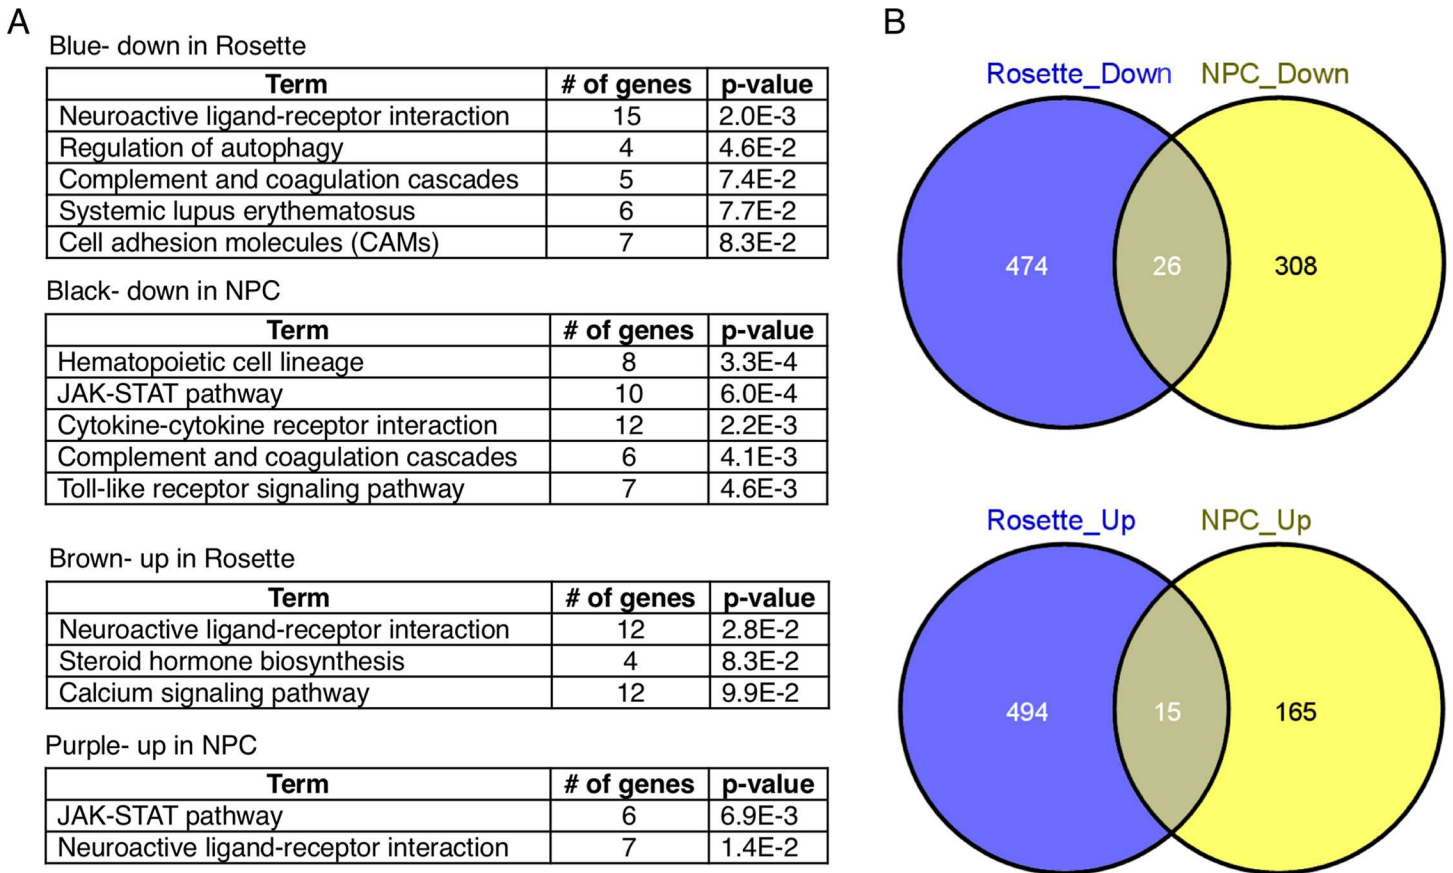 A
Blue- down in Rosette
Term # of genes p-value
Neuroactive ligand-receptor interaction 15 2.0E-3
Regulation of autophagy 4 4.6E-2
Complement and coagulation cascades 5 7.4E-2
Systemic lupus erythematosus 6 7.7E-2
Cell adhesion molecules (CAMs) 7 8.3E-2
Black- down in NPC
Term # of genes p-value
Hematopoietic cell lineage 8 3.3E-4
JAK-STAT pathway 10 6.0E-4
Cytokine-cytokine receptor interaction 12 2.2E-3
Complement and coagulation cascades 6 4.1E-3
Toll-like receptor signaling pathway 7 4.6E-3
Brown- up in Rosette
Term # of genes p-value
Neuroactive ligand-receptor interaction 12 2.8E-2
Steroid hormone biosynthesis 4 8.3E-2
Calcium signaling pathway 12 9.9E-2
Purple- up in NPC
Term # of genes p-value
JAK-STAT pathway 6 6.9E-3
Neuroactive ligand-receptor interaction 7 1.4E-2
B
Rosette_Down NPC_Down
474 26 308
Rosette_Up NPC_Up
494 15 165